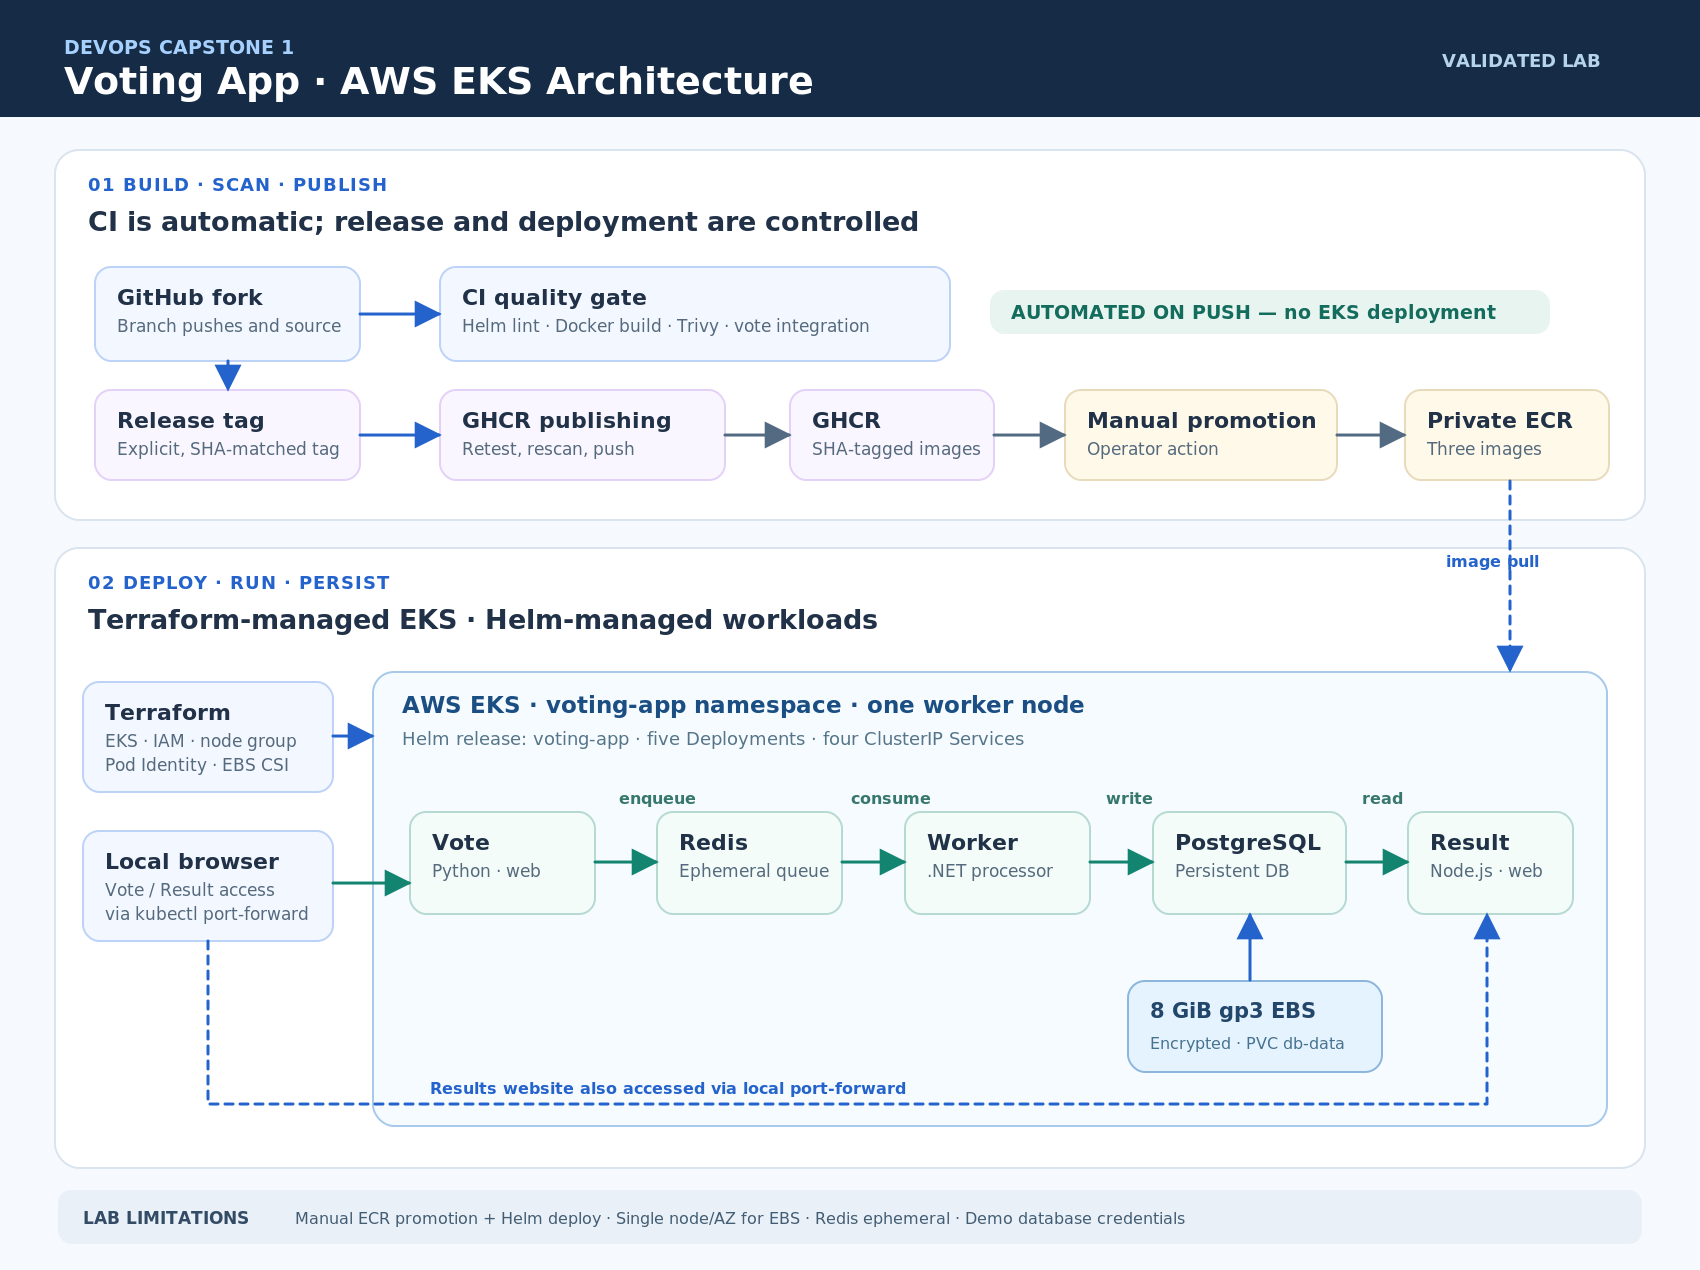 DEVOPS CAPSTONE 1
Voting App · AWS EKS Architecture
VALIDATED LAB
01 BUILD · SCAN · PUBLISH
CI is automatic; release and deployment are controlled
GitHub fork
Branch pushes and source
CI quality gate
Helm lint · Docker build · Trivy · vote integration
AUTOMATED ON PUSH — no EKS deployment
Release tag
Explicit, SHA-matched tag
GHCR publishing
Retest, rescan, push
GHCR
SHA-tagged images
Manual promotion
Operator action
Private ECR
Three images
image pull
02 DEPLOY · RUN · PERSIST
Terraform-managed EKS · Helm-managed workloads
Terraform
EKS · IAM · node group
Pod Identity · EBS CSI
AWS EKS · voting-app namespace · one worker node
Helm release: voting-app · five Deployments · four ClusterIP Services
Local browser
Vote / Result access
via kubectl port-forward
enqueue
consume
write
read
Vote
Python · web
Redis
Ephemeral queue
Worker
.NET processor
PostgreSQL
Persistent DB
Result
Node.js · web
8 GiB gp3 EBS
Encrypted · PVC db-data
Results website also accessed via local port-forward
LAB LIMITATIONS
Manual ECR promotion + Helm deploy · Single node/AZ for EBS · Redis ephemeral · Demo database credentials